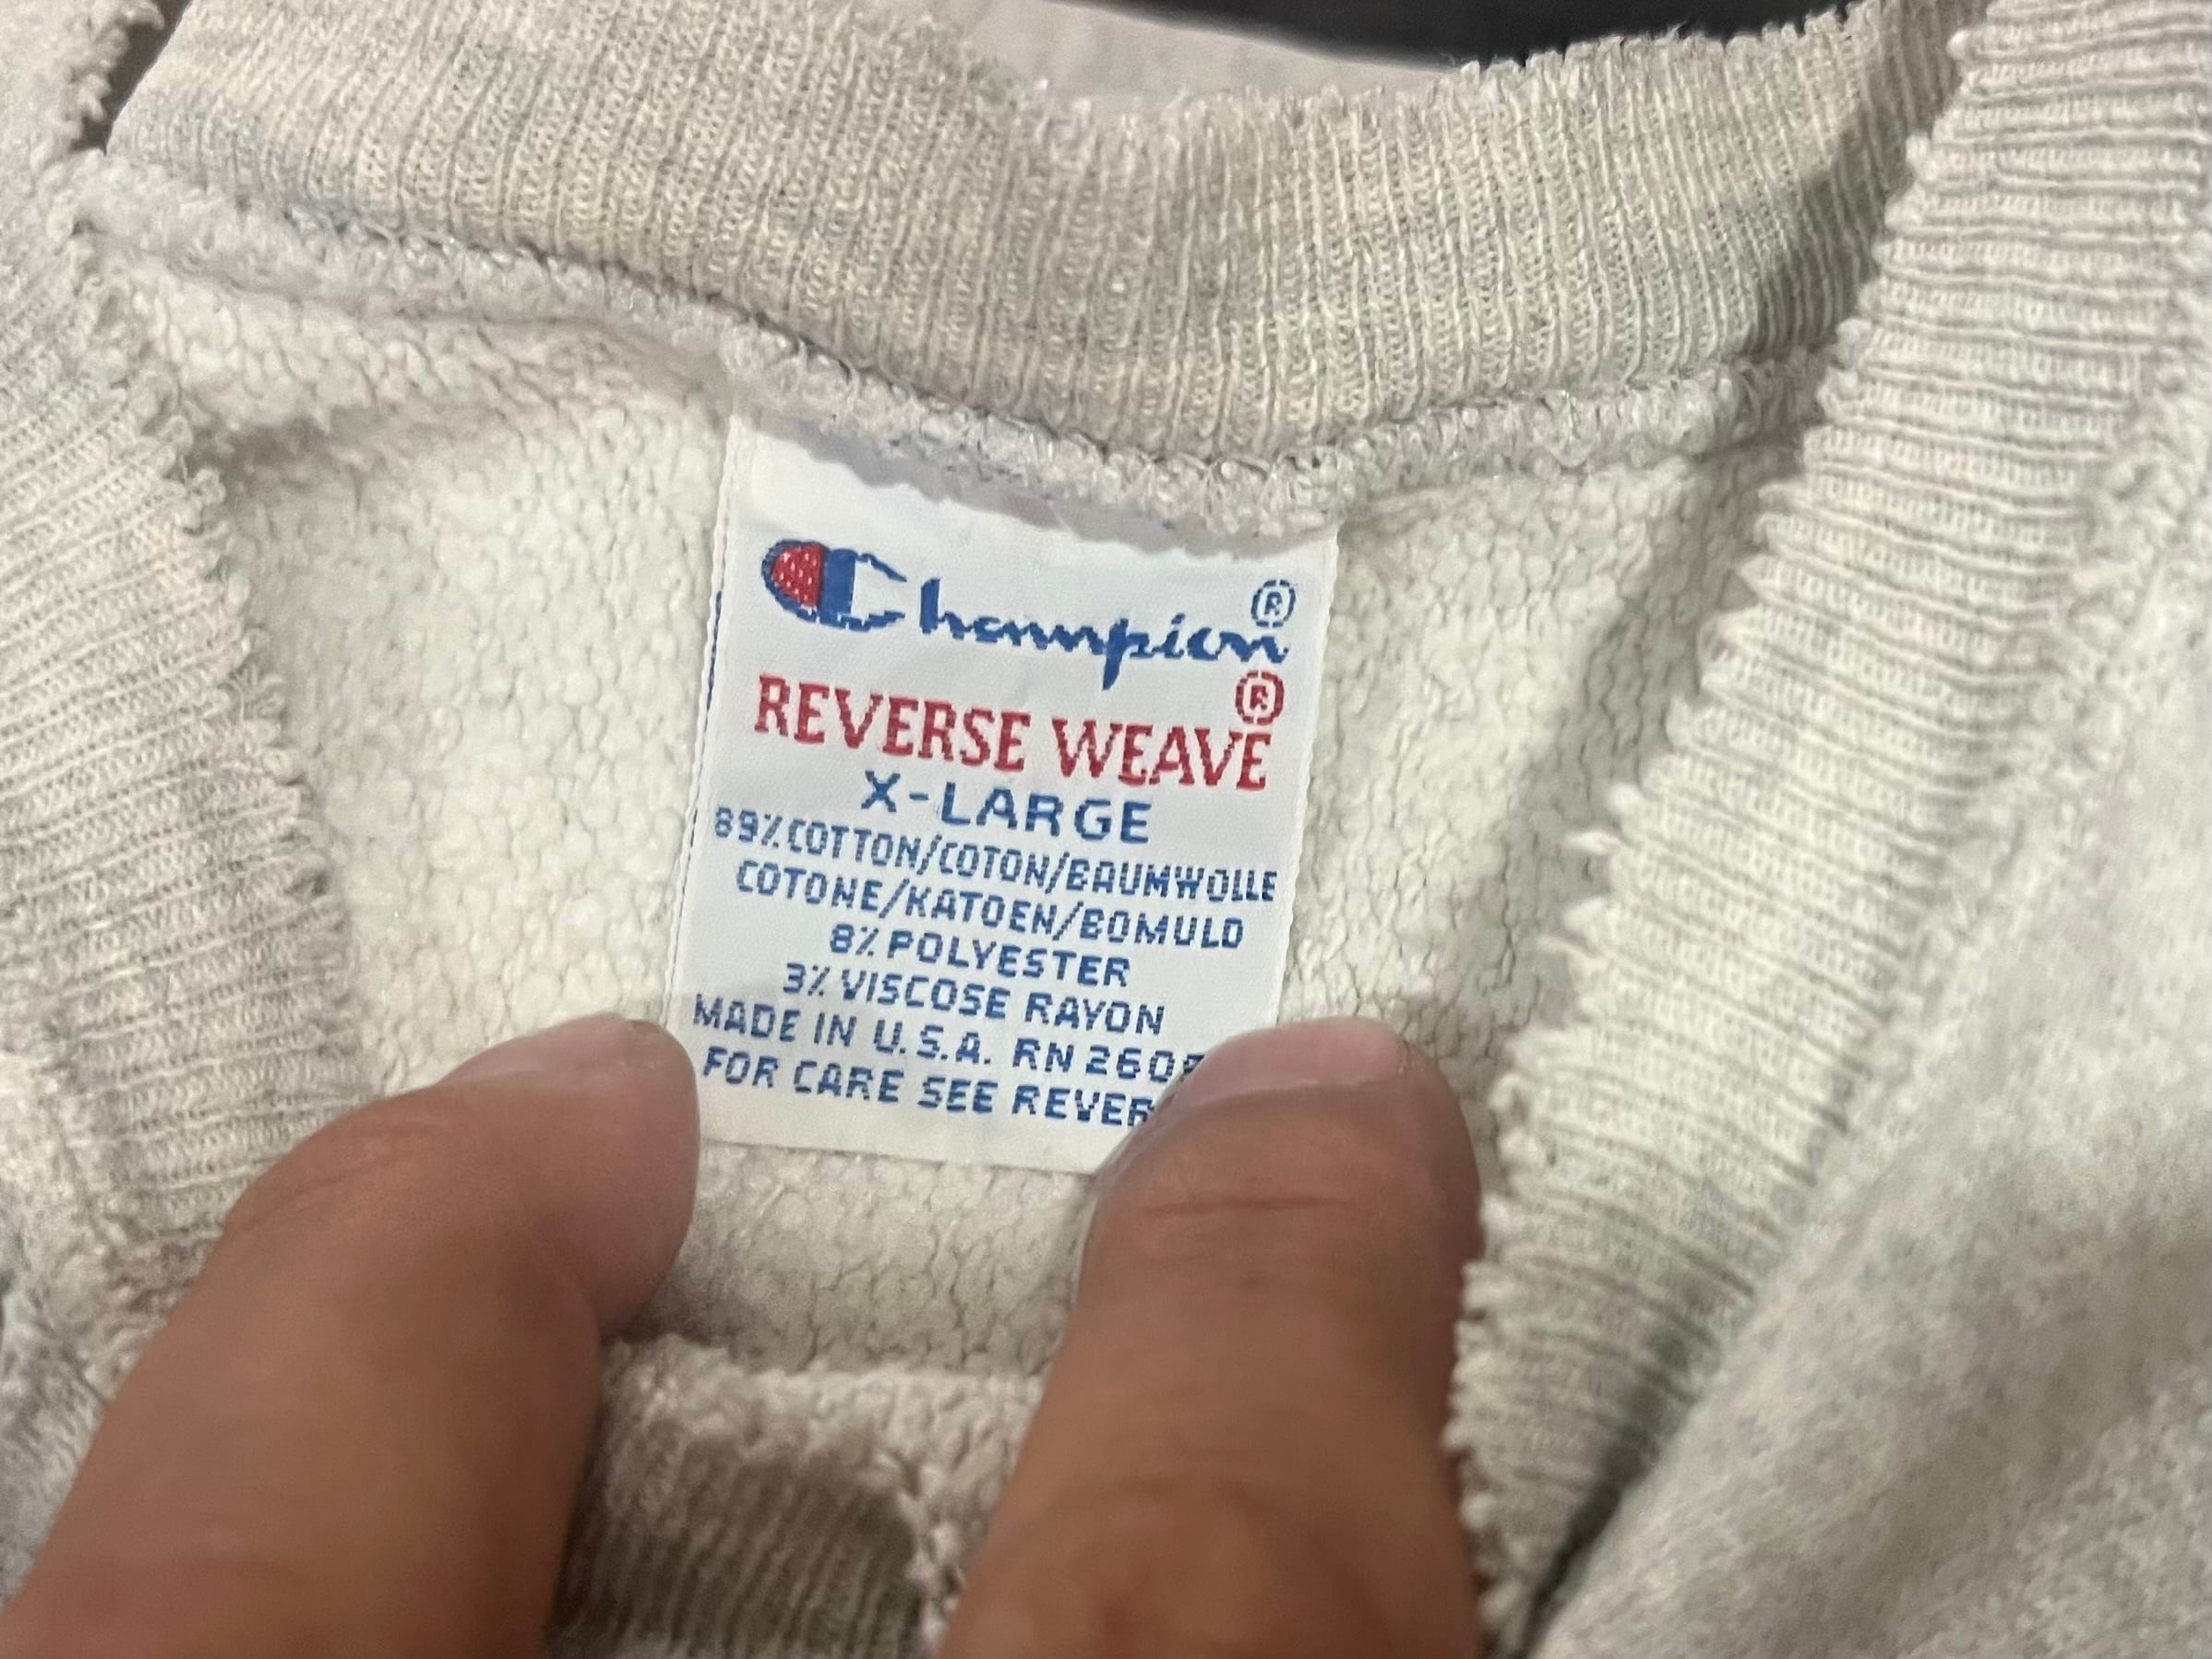 Champion®
REVERSE WEAVE®
X-LARGE
89% COTTON/COTON/BAUMWOLLE
COTONE/KATOEN/BOMULD
8% POLYESTER
3% VISCOSE RAYON
MADE IN U.S.A. RN
FOR CARE SEE